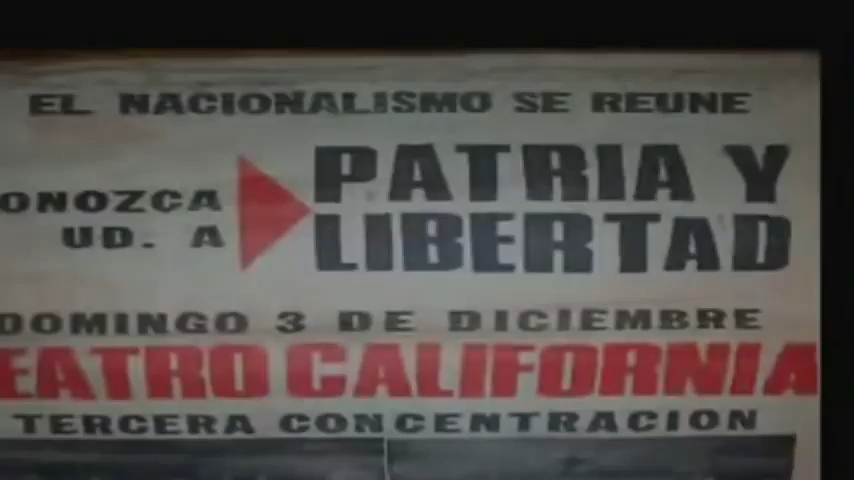 EL NACIONALISMO SE REUNE
ONOZCA
UD. A
PATRIA Y
LIBERTAD
DOMINGO 3 DE DICIEMBRE
EATRO CALIFORNIA
TERCERA CONCENTRACION